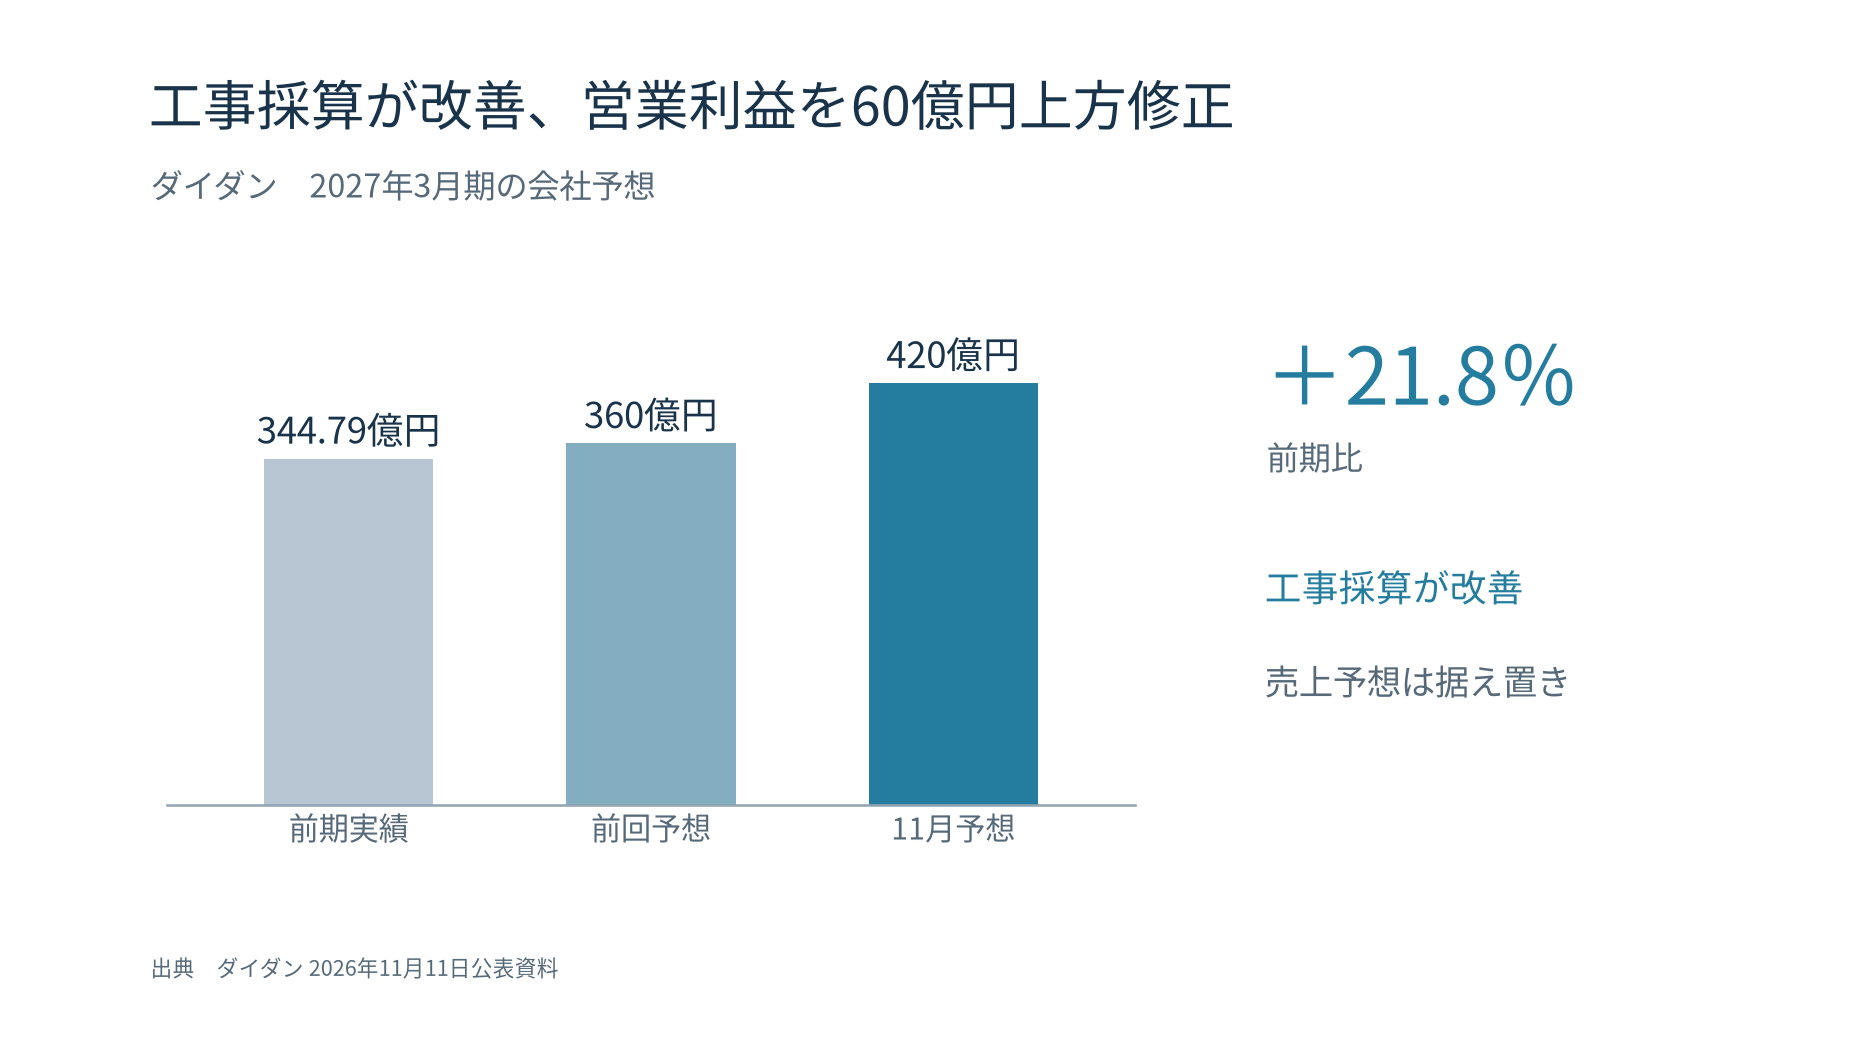 工事採算が改善、営業利益を60億円上方修正
ダイダン　2027年3月期の会社予想
344.79億円
360億円
420億円
前期実績
前回予想
11月予想
＋21.8%
前期比
工事採算が改善
売上予想は据え置き
出典　ダイダン 2026年11月11日公表資料